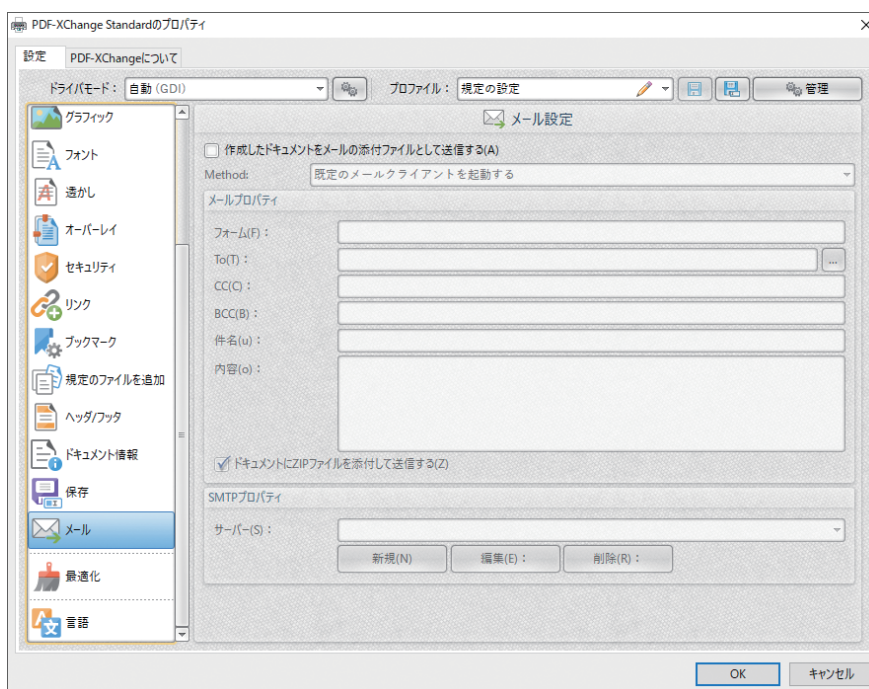 PDF-XChange Standardのプロパティ
設定 PDF-XChangeについて
ドライバモード： 自動 (GDI) プロファイル： 規定の設定 管理
グラフィック
フォント
透かし
オーバーレイ
セキュリティ
リンク
ブックマーク
規定のファイルを追加
ヘッダ/フッタ
ドキュメント情報
保存
メール
最適化
言語
メール設定
作成したドキュメントをメールの添付ファイルとして送信する(A)
Method: 既定のメールクライアントを起動する
メールプロパティ
フォーム(F)：
To(T)： ...
CC(C)：
BCC(B)：
件名(u)：
内容(o)：
ドキュメントにZIPファイルを添付して送信する(Z)
SMTPプロパティ
サーバー(S)：
新規(N) 編集(E)： 削除(R)：
OK キャンセル